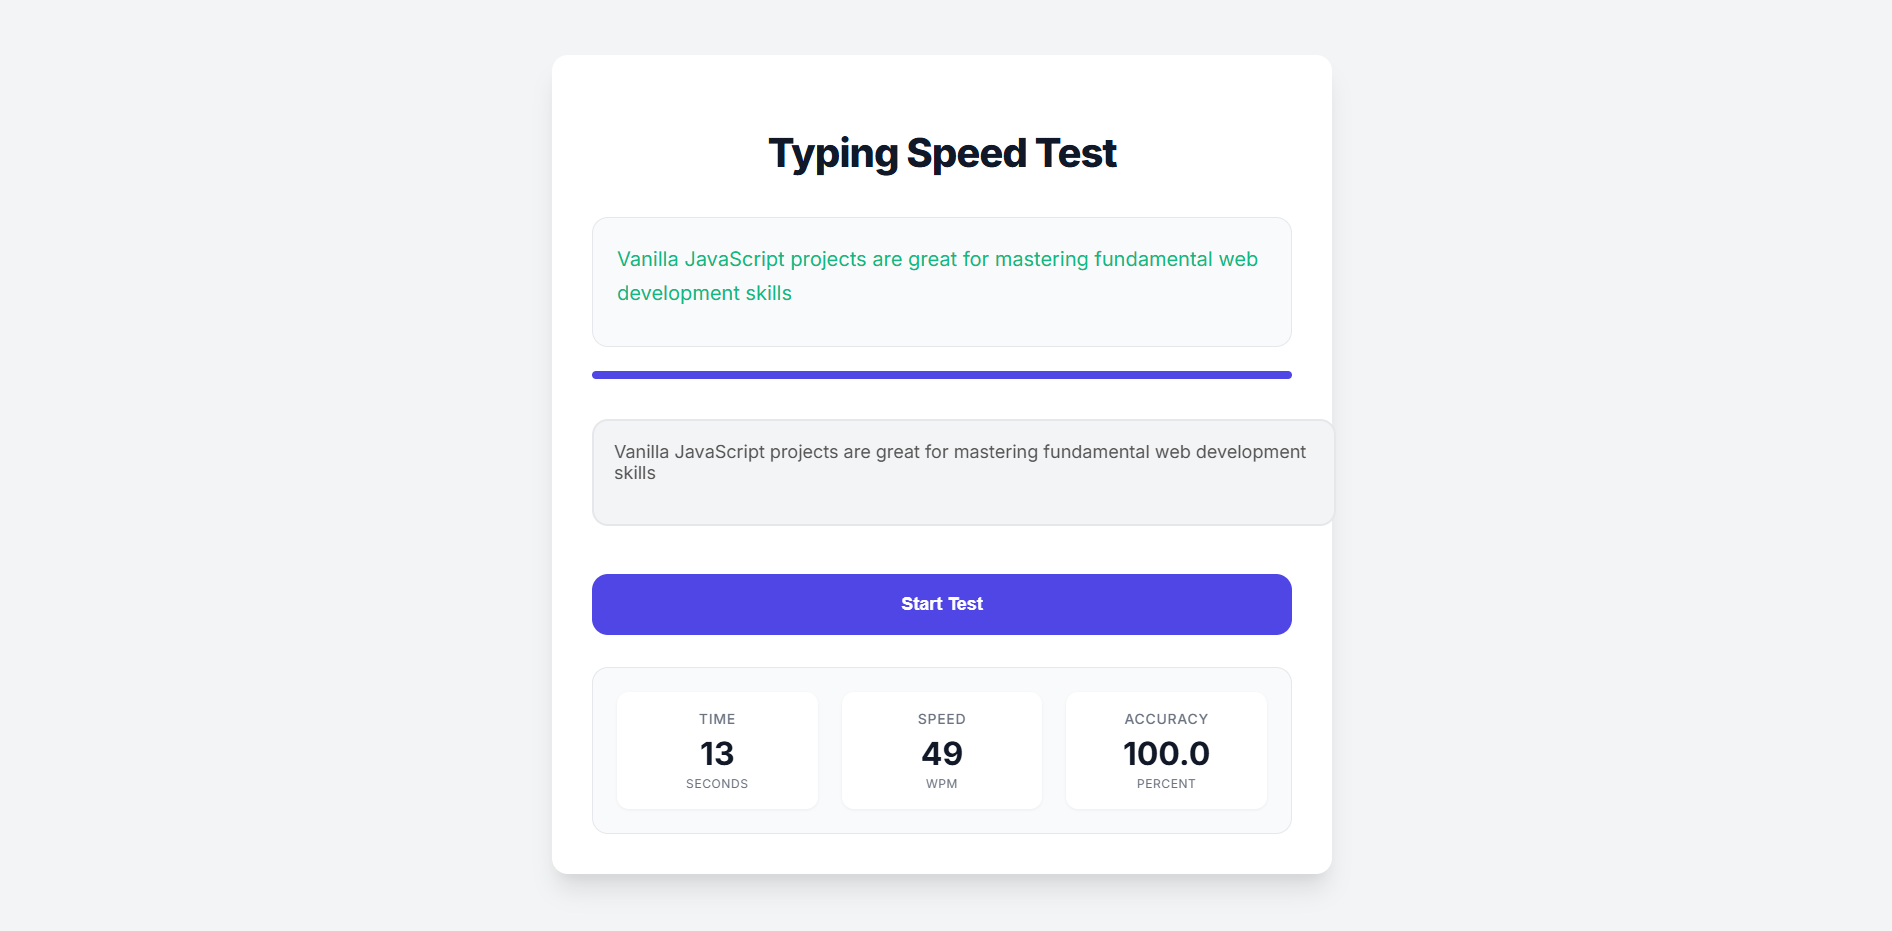 Typing Speed Test
Vanilla JavaScript projects are great for mastering fundamental web
development skills
Vanilla JavaScript projects are great for mastering fundamental web development
skills
Start Test
TIME
13
SECONDS
SPEED
49
WPM
ACCURACY
100.0
PERCENT